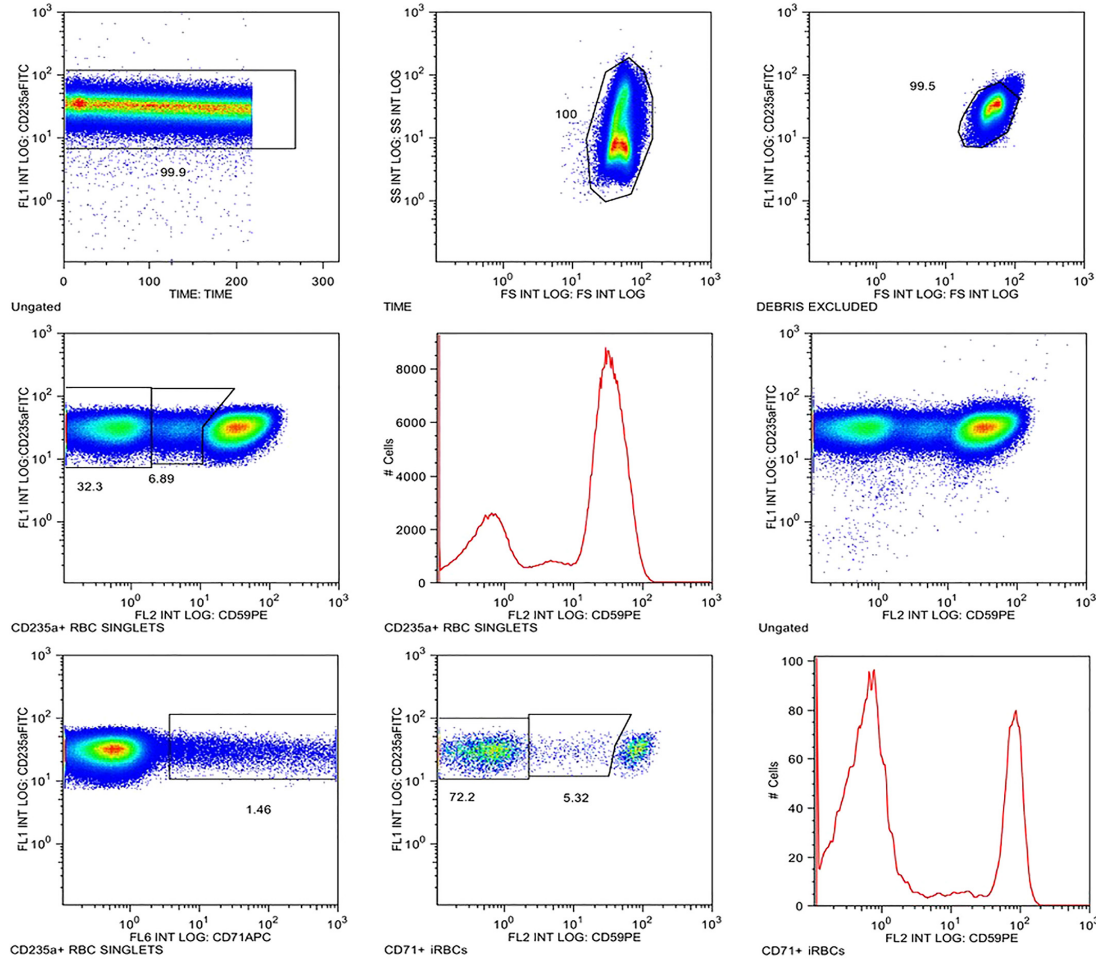 10³
10²
10¹
10⁰
FL1 INT LOG: CD235aFITC
99.9
0 100 200 300
TIME: TIME
Ungated
10³
10²
10¹
10⁰
SS INT LOG: SS INT LOG
100
10⁰ 10¹ 10² 10³
FS INT LOG: FS INT LOG
TIME
10³
10²
10¹
10⁰
FL1 INT LOG: CD235aFITC
99.5
10⁰ 10¹ 10² 10³
FS INT LOG: FS INT LOG
DEBRIS EXCLUDED
10³
10²
10¹
10⁰
FL1 INT LOG:CD235aFITC
32.3
6.89
10⁰ 10¹ 10² 10³
FL2 INT LOG: CD59PE
CD235a+ RBC SINGLETS
8000
6000
4000
2000
0
# Cells
10⁰ 10¹ 10² 10³
FL2 INT LOG: CD59PE
CD235a+ RBC SINGLETS
10³
10²
10¹
10⁰
FL1 INT LOG: CD235aFITC
10⁰ 10¹ 10² 10³
FL2 INT LOG: CD59PE
Ungated
10³
10²
10¹
10⁰
FL1 INT LOG: CD235aFITC
1.46
10⁰ 10¹ 10² 10³
FL6 INT LOG: CD71APC
CD235a+ RBC SINGLETS
10³
10²
10¹
10⁰
FL1 INT LOG: CD235aFITC
72.2
5.32
10⁰ 10¹ 10² 10³
FL2 INT LOG: CD59PE
CD71+ iRBCs
100
80
60
40
20
0
# Cells
10⁰ 10¹ 10² 10³
FL2 INT LOG: CD59PE
CD71+ iRBCs